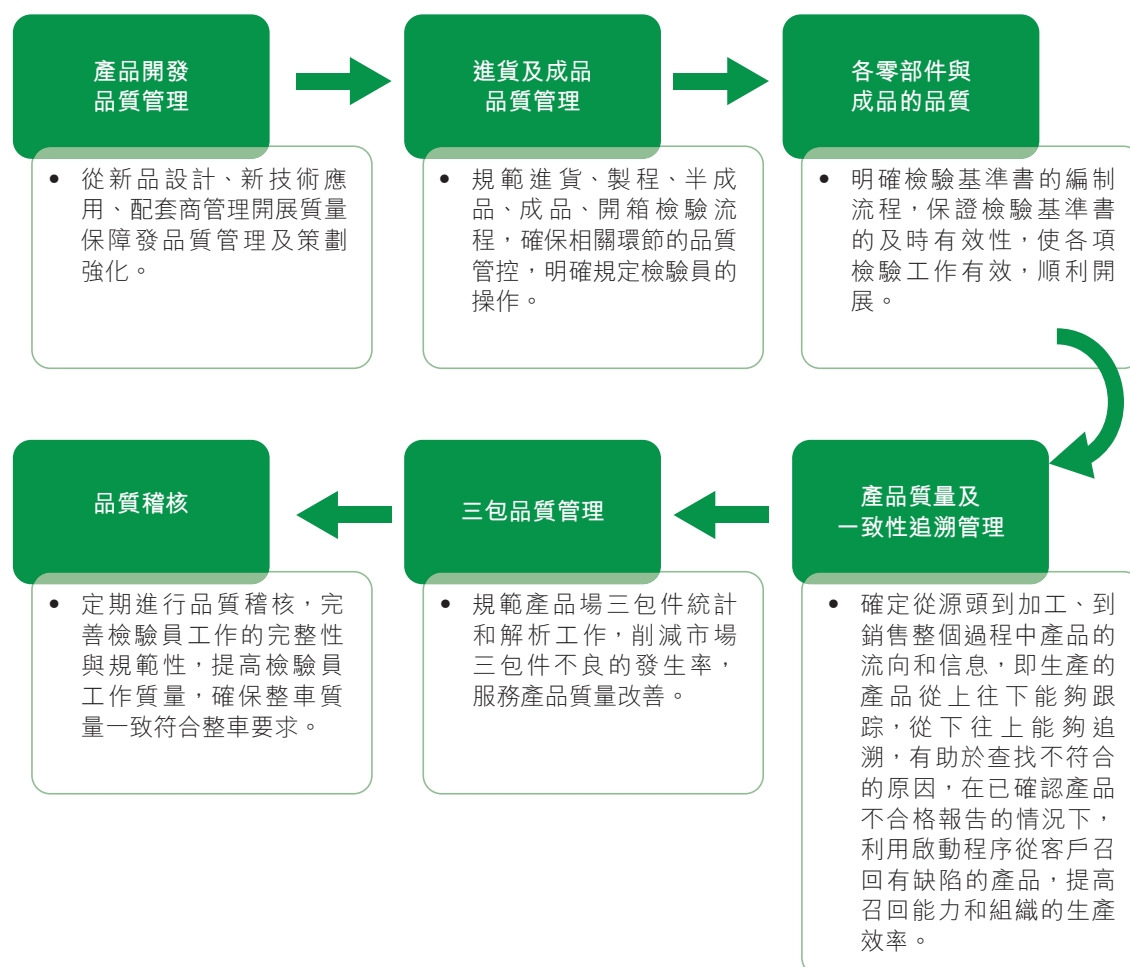 產品開發
品質管理
• 從新品設計、新技術應
用、配套商管理開展質量
保障發品質管理及策劃
強化。
進貨及成品
品質管理
• 規範進貨、製程、半成
品、成品、開箱檢驗流
程，確保相關環節的品質
管控，明確規定檢驗員的
操作。
各零部件與
成品的品質
• 明確檢驗基準書的編制
流程，保證檢驗基準書
的及時有效性，使各項
檢驗工作有效，順利開
展。
產品質量及
一致性追溯管理
• 確定從源頭到加工、到
銷售整個過程中產品的
流向和信息，即生產的
產品從上往下能夠跟
踪，從下往上能夠追
溯，有助於查找不符合
的原因，在已確認產品
不合格報告的情況下，
利用啟動程序從客戶召
回有缺陷的產品，提高
召回能力和組織的生產
效率。
三包品質管理
• 規範產品場三包件統計
和解析工作，削減市場
三包件不良的發生率，
服務產品質量改善。
品質稽核
• 定期進行品質稽核，完
善檢驗員工作的完整性
與規範性，提高檢驗員
工作質量，確保整車質
量一致符合整車要求。